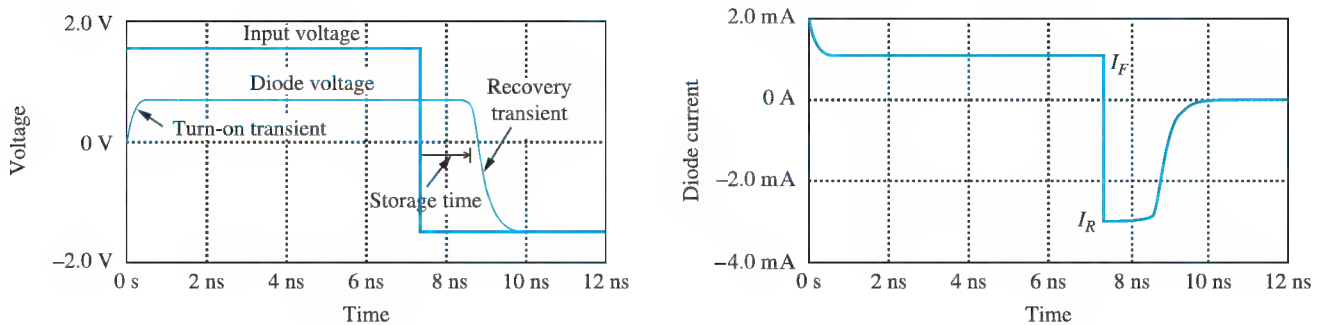 2.0 V
Input voltage
Diode voltage
Recovery
transient
Turn-on transient
0 V
Voltage
Storage time
–2.0 V
0 s 2 ns 4 ns 6 ns 8 ns 10 ns 12 ns
Time
2.0 mA
I_F
0 A
Diode current
–2.0 mA
I_R
–4.0 mA
0 s 2 ns 4 ns 6 ns 8 ns 10 ns 12 ns
Time